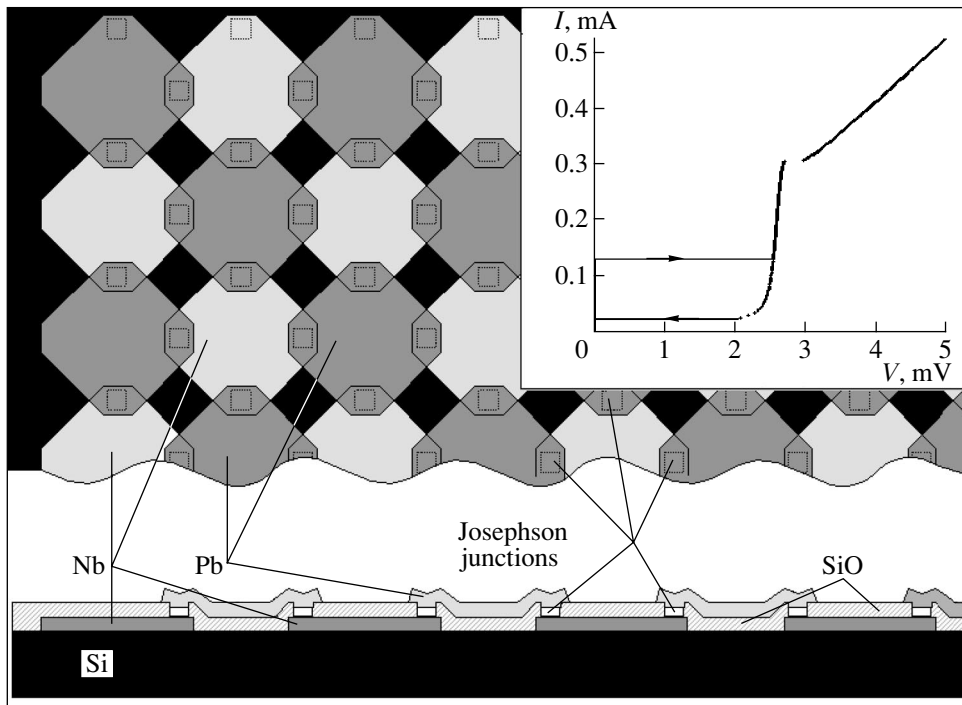 I, mA
0.5
0.4
0.3
0.2
0.1
0 1 2 3 4 5
V, mV
Nb
Pb
Josephson
junctions
SiO
Si